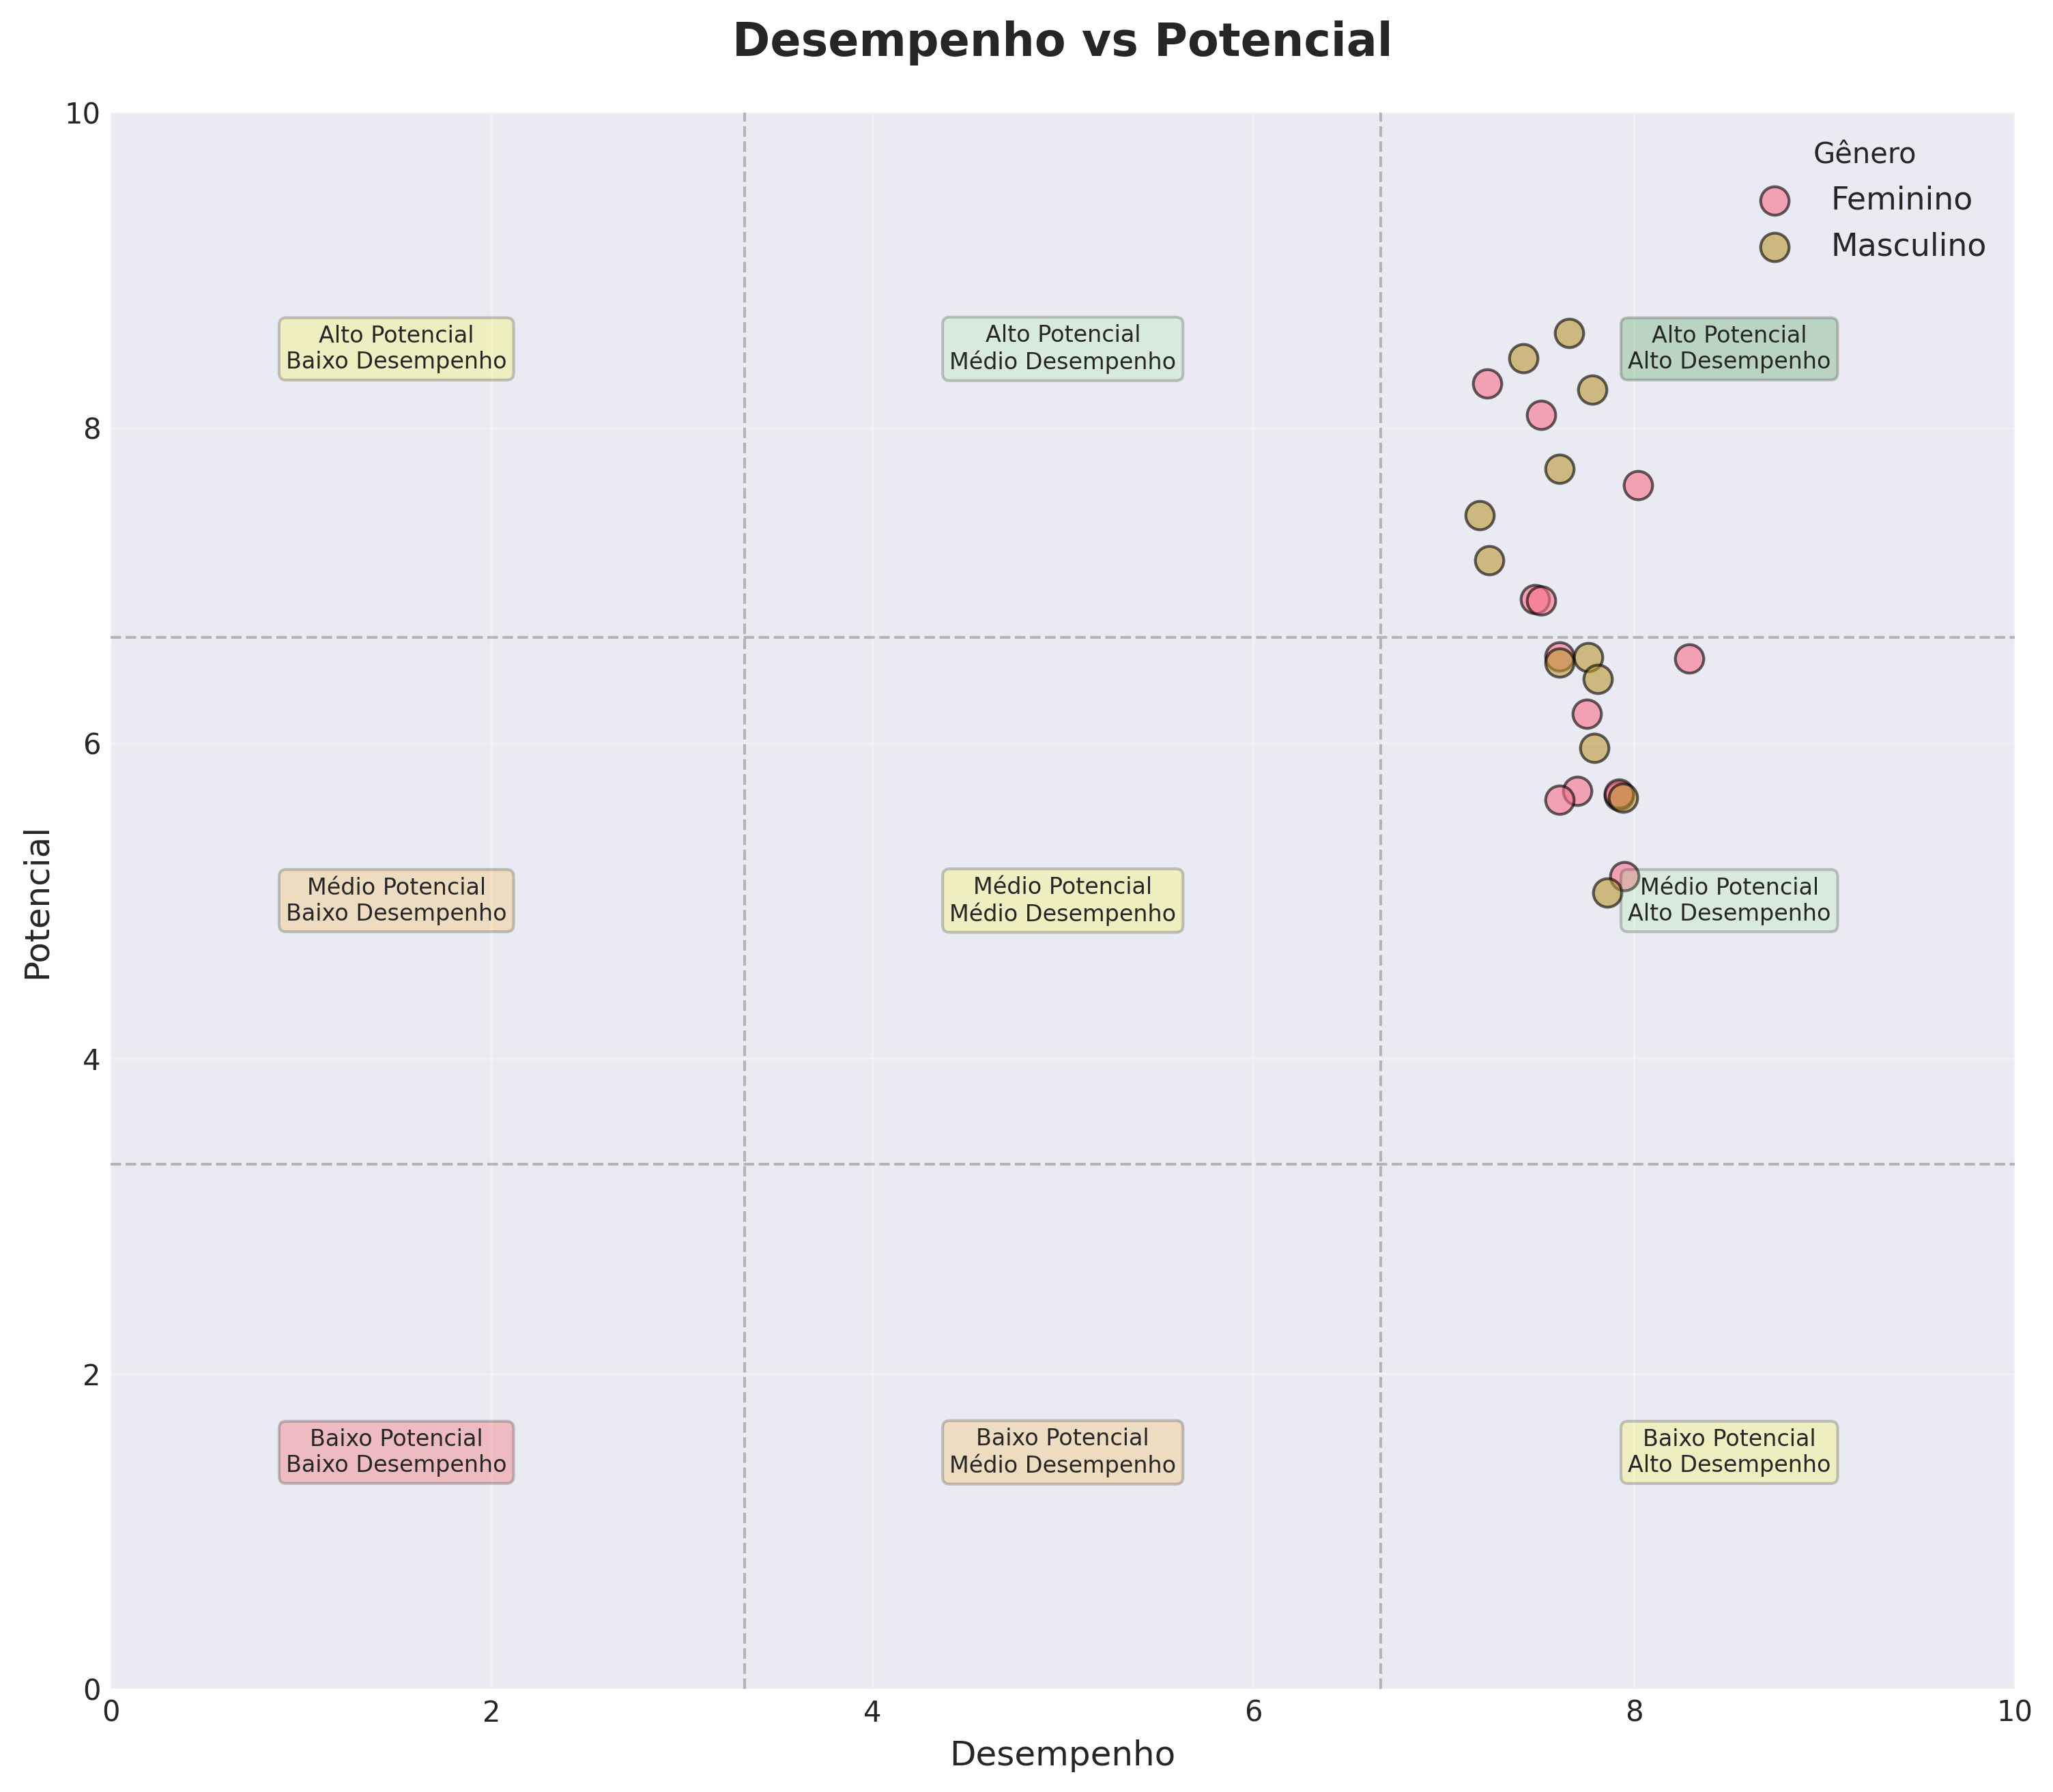 Desempenho vs Potencial
10
8
6
4
2
0
0
2
4
6
8
10
Potencial
Desempenho
Gênero
Feminino
Masculino
Alto Potencial
Baixo Desempenho
Alto Potencial
Médio Desempenho
Alto Potencial
Alto Desempenho
Médio Potencial
Baixo Desempenho
Médio Potencial
Médio Desempenho
Médio Potencial
Alto Desempenho
Baixo Potencial
Baixo Desempenho
Baixo Potencial
Médio Desempenho
Baixo Potencial
Alto Desempenho